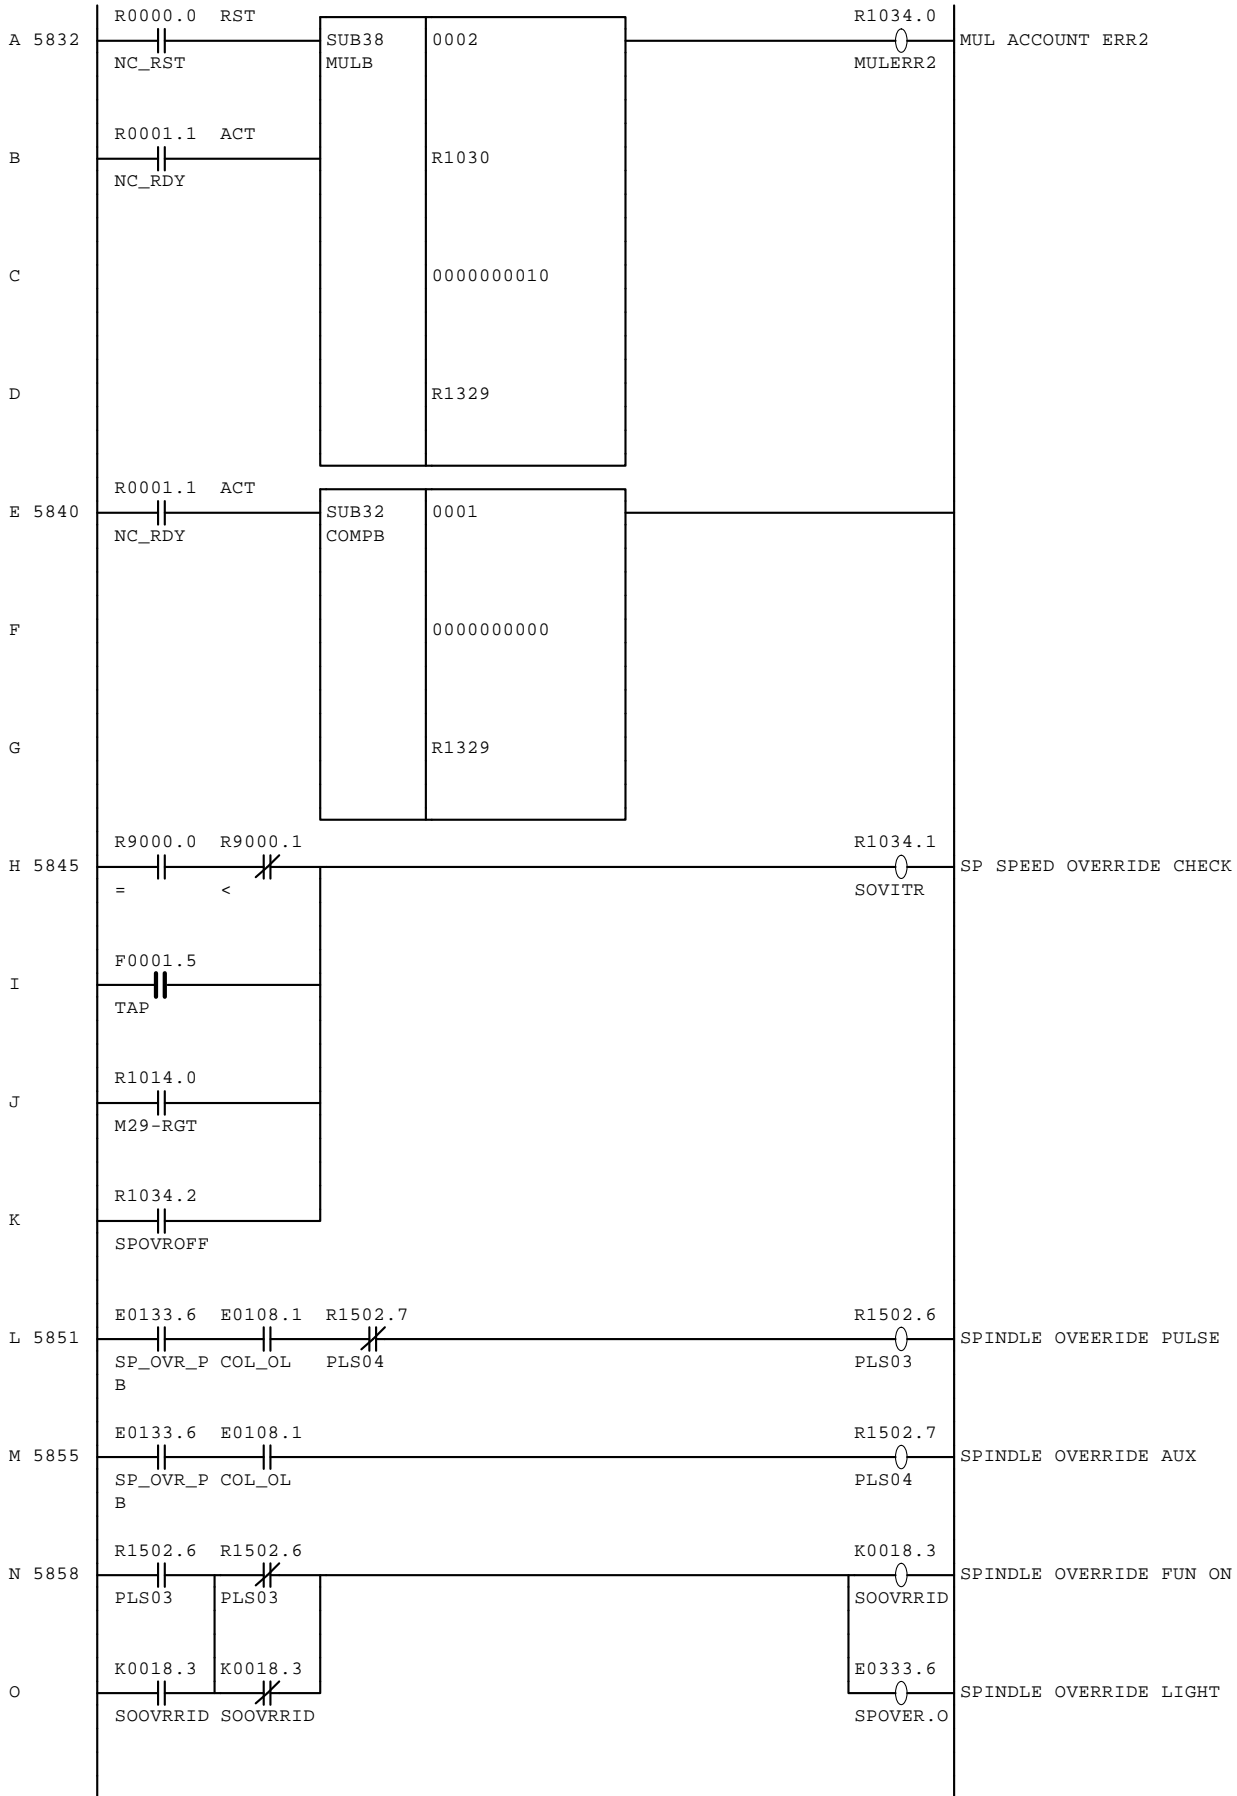 R0000.0 RST R1034.0
A 5832 SUB38 0002 MUL ACCOUNT ERR2
NC_RST MULB MULERR2
R0001.1 ACT
B R1030
NC_RDY
C 0000000010
D R1329
R0001.1 ACT
E 5840 SUB32 0001
NC_RDY COMPB
F 0000000000
G R1329
R9000.0 R9000.1 R1034.1
H 5845 SP SPEED OVERRIDE CHECK
= < SOVITR
F0001.5
I
TAP
R1014.0
J
M29-RGT
R1034.2
K
SPOVROFF
E0133.6 E0108.1 R1502.7 R1502.6
L 5851 SPINDLE OVEERIDE PULSE
SP_OVR_P COL_OL PLS04 PLS03
B
E0133.6 E0108.1 R1502.7
M 5855 SPINDLE OVERRIDE AUX
SP_OVR_P COL_OL PLS04
B
R1502.6 R1502.6 K0018.3
N 5858 SPINDLE OVERRIDE FUN ON
PLS03 PLS03 SOOVRRID
K0018.3 K0018.3 E0333.6
O SPINDLE OVERRIDE LIGHT
SOOVRRID SOOVRRID SPOVER.O